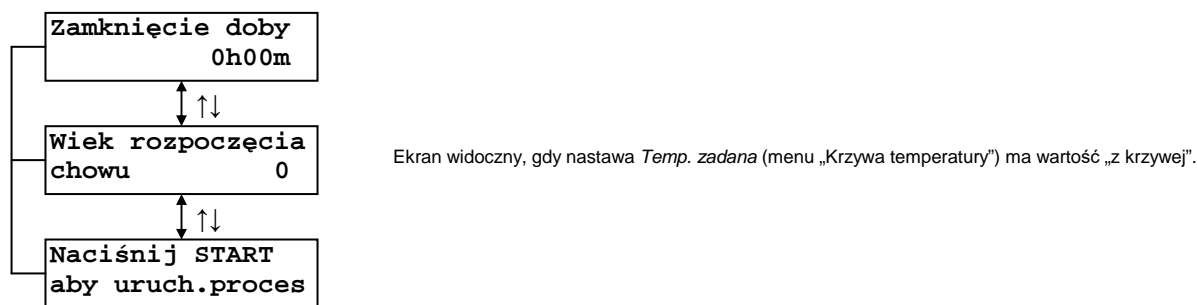 Zamknięcie doby
0h00m
↑↓
Wiek rozpoczęcia
chowu 0
Ekran widoczny, gdy nastawa Temp. zadana (menu „Krzywa temperatury”) ma wartość „z krzywej”.
↑↓
Naciśnij START
aby uruch.proces